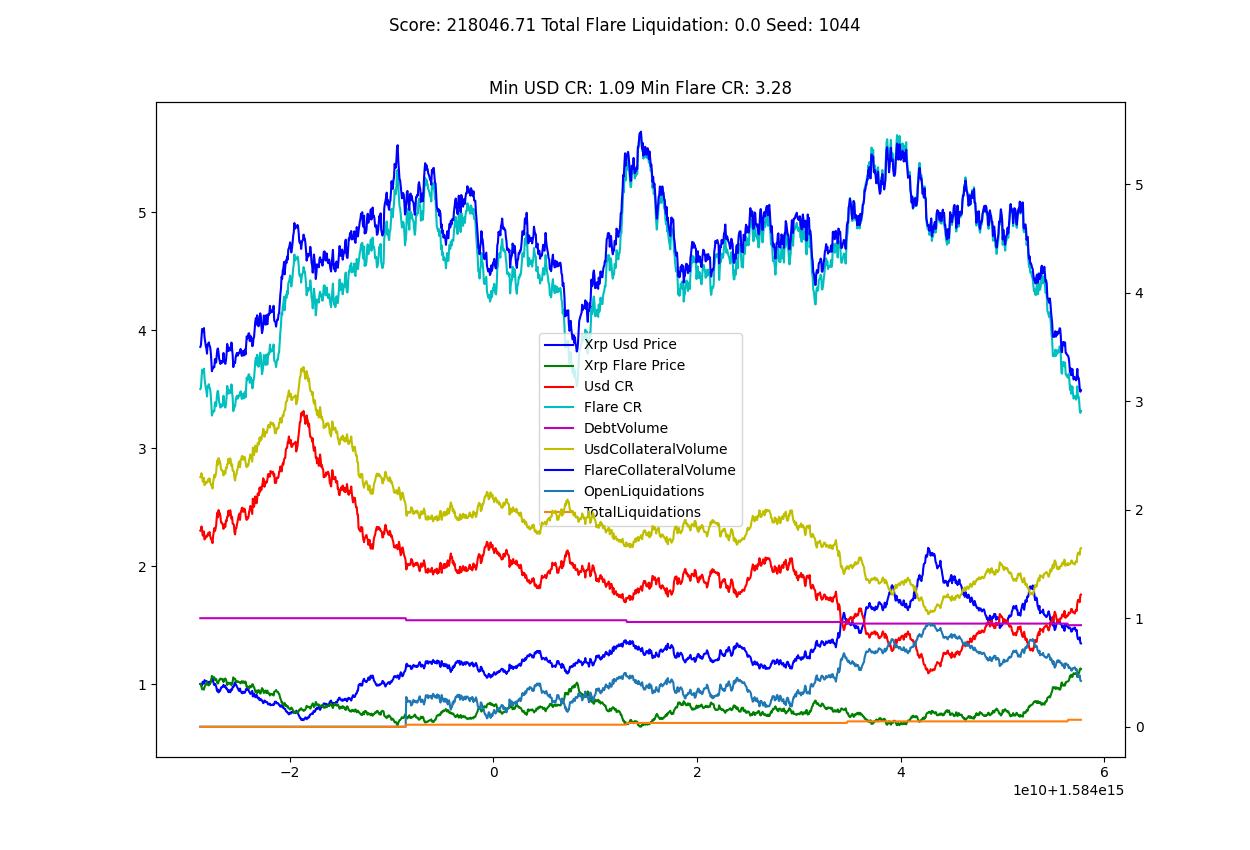 Score: 218046.71 Total Flare Liquidation: 0.0 Seed: 1044
Min USD CR: 1.09 Min Flare CR: 3.28
5
4
3
2
1
Xrp Usd Price
Xrp Flare Price
Usd CR
Flare CR
DebtVolume
UsdCollateralVolume
FlareCollateralVolume
OpenLiquidations
TotalLiquidations
5
4
3
2
1
0
−2 0 2 4 6
1e10+1.584e15